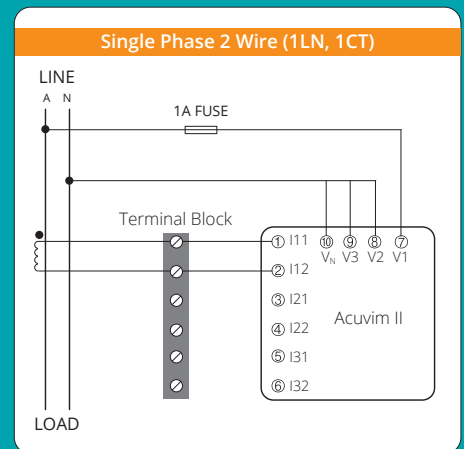 Single Phase 2 Wire (1LN, 1CT)
LINE
A N
1A FUSE
Terminal Block
① I11
⑩ ⑨ ⑧ ⑦
VN V3 V2 V1
② I12
③ I21
Acuvim II
④ I22
⑤ I31
⑥ I32
LOAD